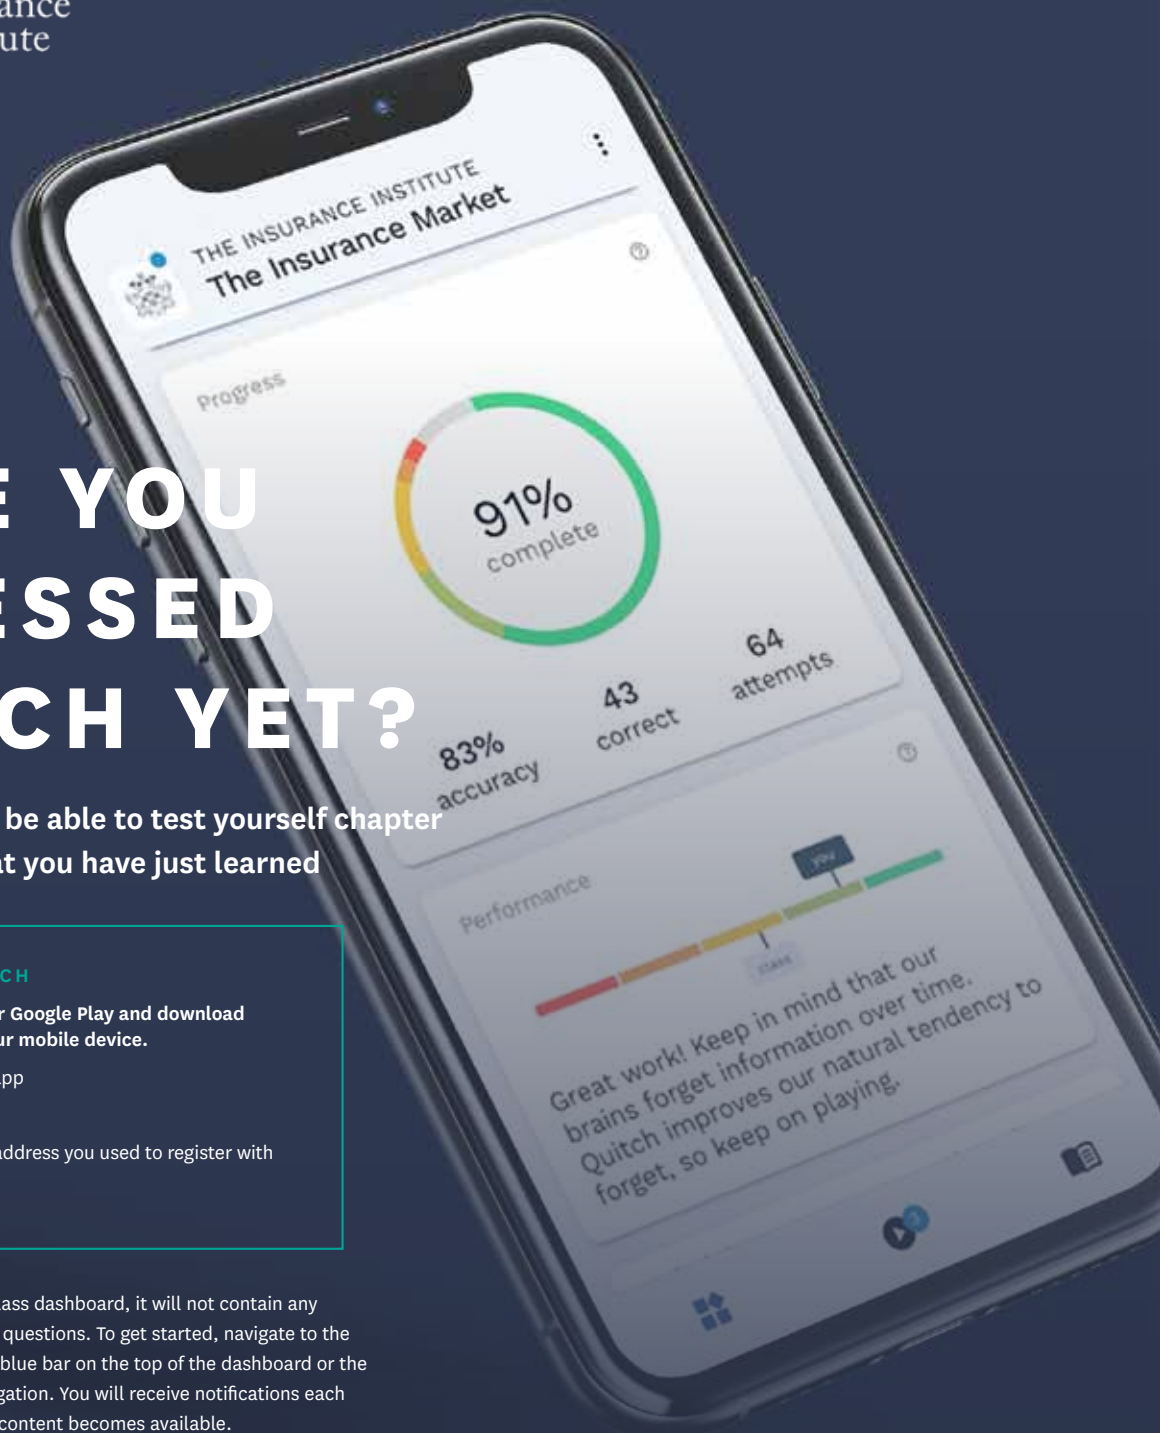 ance
ute
THE INSURANCE INSTITUTE
The Insurance Market
Progress
91%
complete
83%
accuracy
43
correct
64
attempts
E YOU
ESSED
CH YET?
be able to test yourself chapter
at you have just learned
Performance
you
class
Great work! Keep in mind that our
brains forget information over time.
Quitch improves our natural tendency to
forget, so keep on playing.
CH
r Google Play and download
ur mobile device.
app
address you used to register with
lass dashboard, it will not contain any
questions. To get started, navigate to the
blue bar on the top of the dashboard or the
gation. You will receive notifications each
content becomes available.